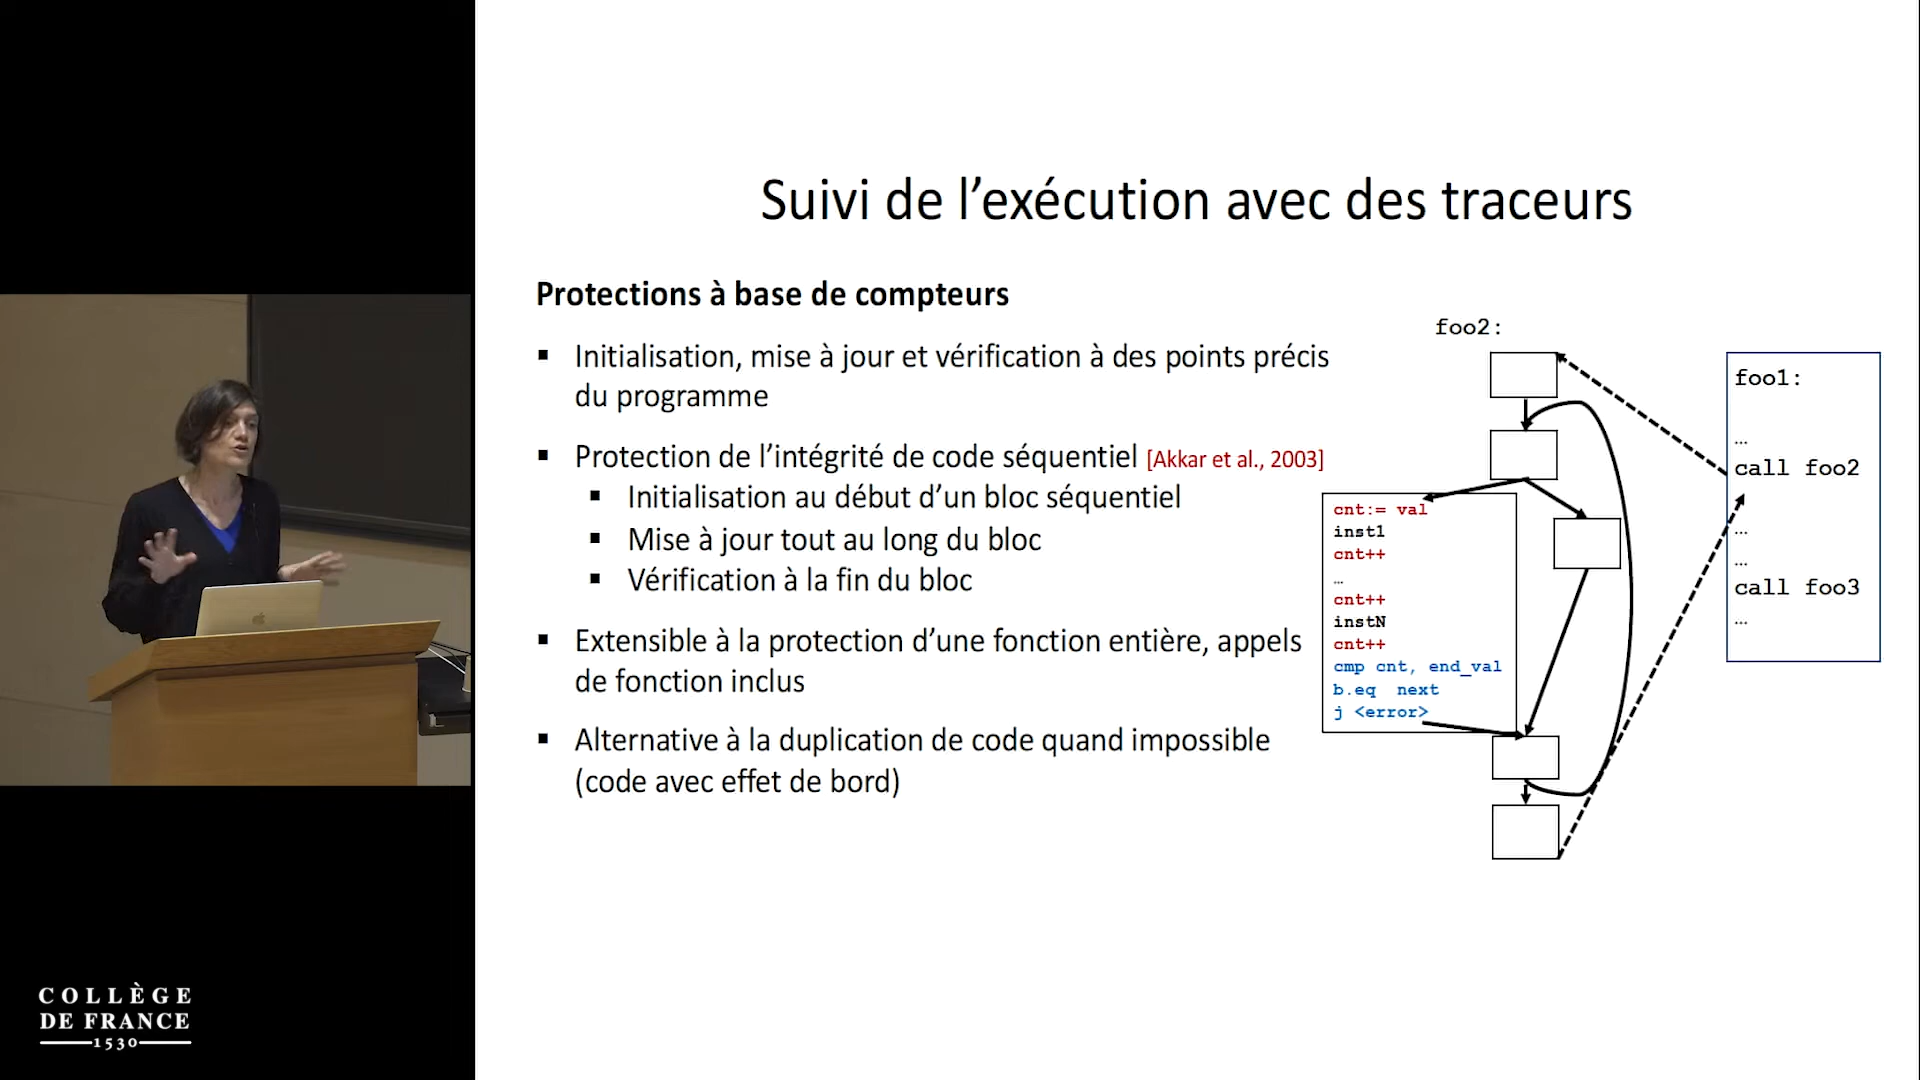 Suivi de l’exécution avec des traceurs
Protections à base de compteurs
▪ Initialisation, mise à jour et vérification à des points précis
du programme
▪ Protection de l’intégrité de code séquentiel [Akkar et al., 2003]
▪ Initialisation au début d’un bloc séquentiel
▪ Mise à jour tout au long du bloc
▪ Vérification à la fin du bloc
▪ Extensible à la protection d’une fonction entière, appels
de fonction inclus
▪ Alternative à la duplication de code quand impossible
(code avec effet de bord)
foo2:
cnt:= val
inst1
cnt++
…
cnt++
instN
cnt++
cmp cnt, end_val
b.eq next
j <error>
foo1:
…
call foo2
…
…
call foo3
…
COLLÈGE
DE FRANCE
1530